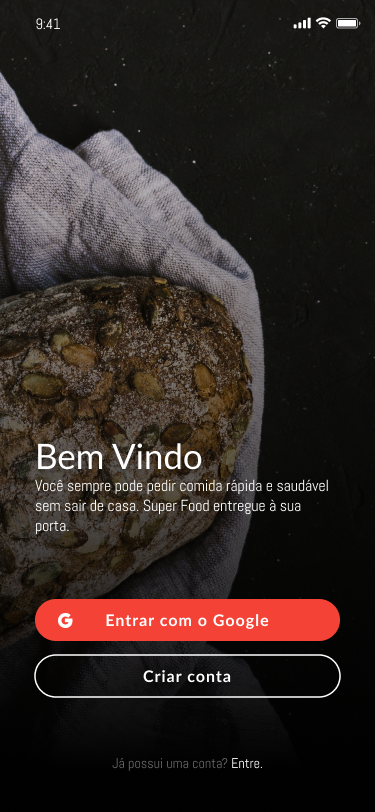 9:41
Bem Vindo
Você sempre pode pedir comida rápida e saudável
sem sair de casa. Super Food entregue à sua
porta.
G Entrar com o Google
Criar conta
Já possui uma conta? Entre.